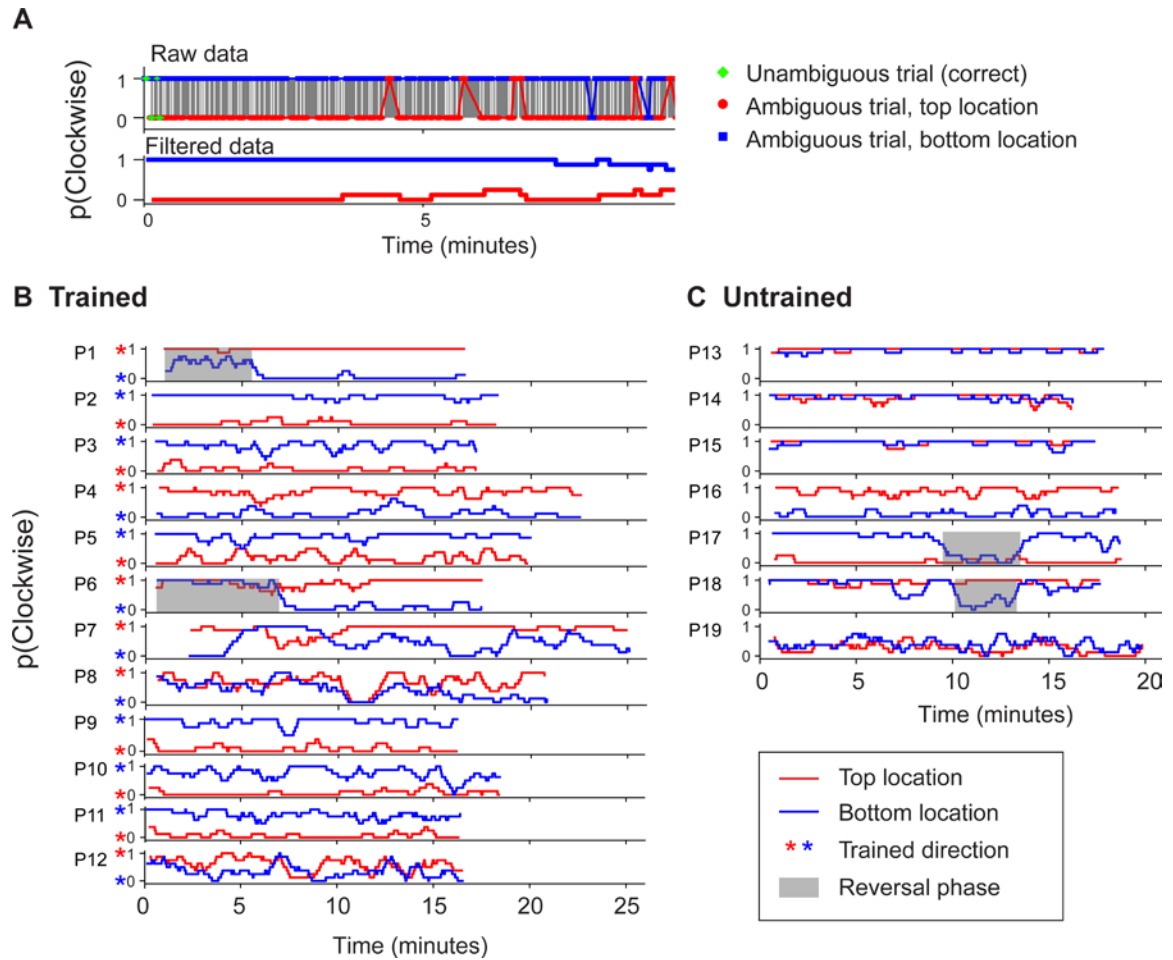 A
Raw data
1
0
Filtered data
1
0
p(Clockwise)
0 5
Time (minutes)
Unambiguous trial (correct)
Ambiguous trial, top location
Ambiguous trial, bottom location
B Trained
P1 * 1
* 0
P2 * 1
* 0
P3 * 1
* 0
P4 * 1
* 0
P5 * 1
* 0
P6 * 1
* 0
P7 * 1
* 0
P8 * 1
* 0
P9 * 1
* 0
P10 * 1
* 0
P11 * 1
* 0
P12 * 1
* 0
p(Clockwise)
0 5 10 15 20 25
Time (minutes)
C Untrained
P13 1
0
P14 1
0
P15 1
0
P16 1
0
P17 1
0
P18 1
0
P19 1
0
0 5 10 15 20
Time (minutes)
Top location
Bottom location
* * Trained direction
Reversal phase